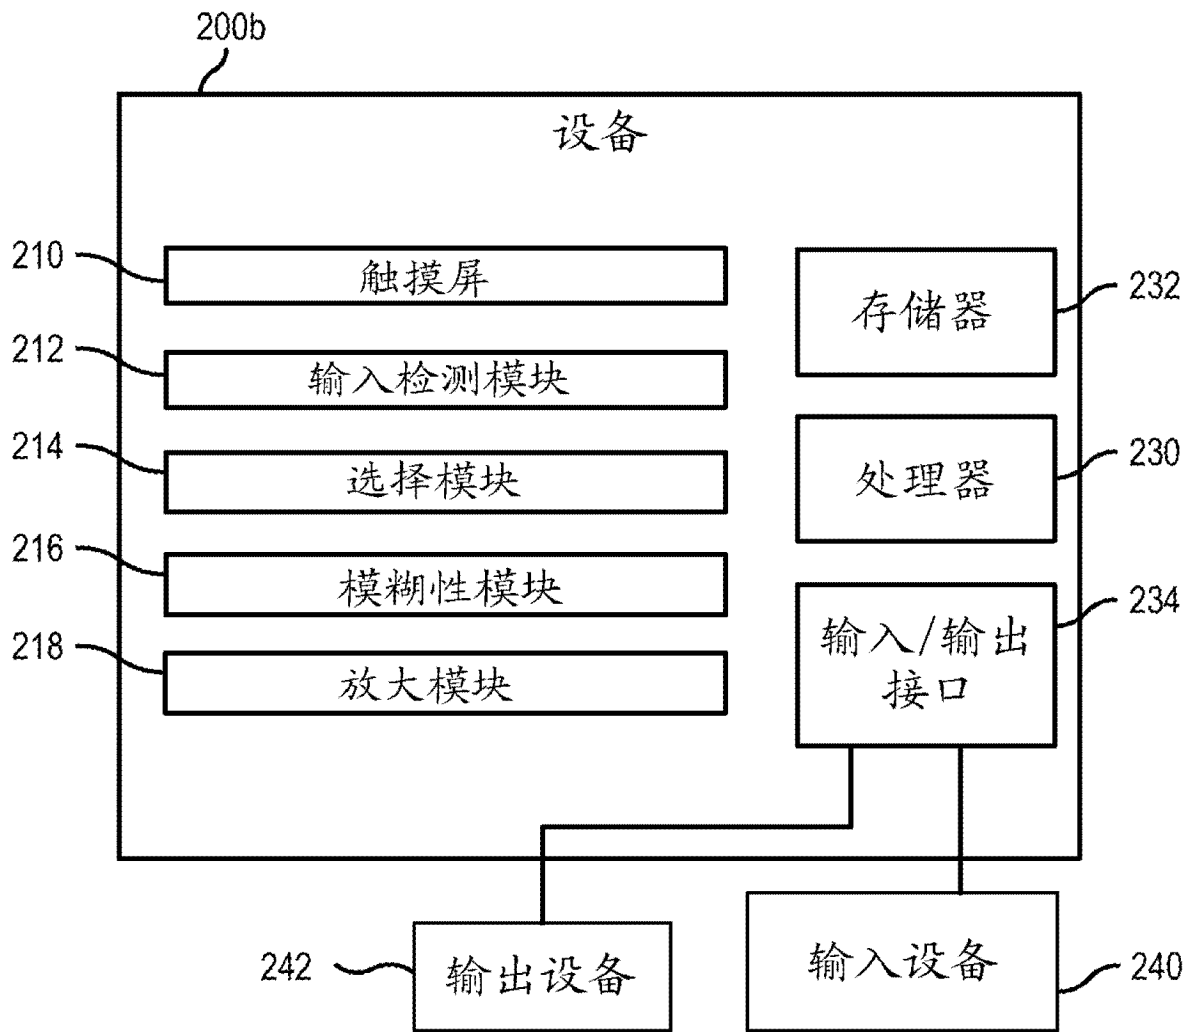 200b
设备
210
触摸屏
212
输入检测模块
214
选择模块
216
模糊性模块
218
放大模块
存储器
232
处理器
230
输入/输出
接口
234
242
输出设备
输入设备
240